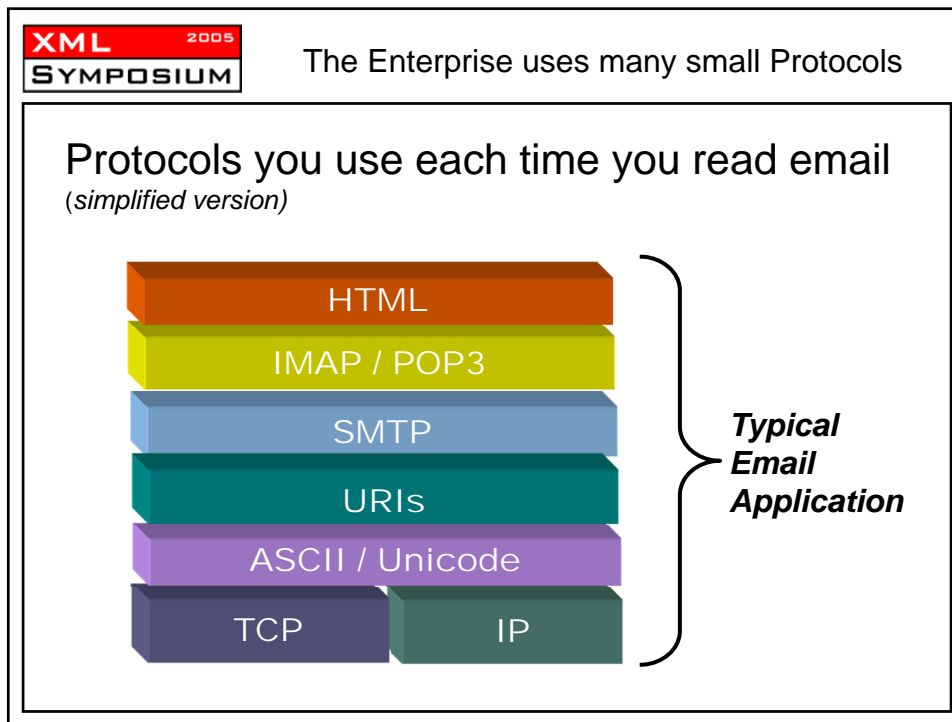 XML 2005
SYMPOSIUM
The Enterprise uses many small Protocols
Protocols you use each time you read email
(simplified version)
HTML
IMAP / POP3
SMTP
URIs
ASCII / Unicode
TCP
IP
Typical
Email
Application